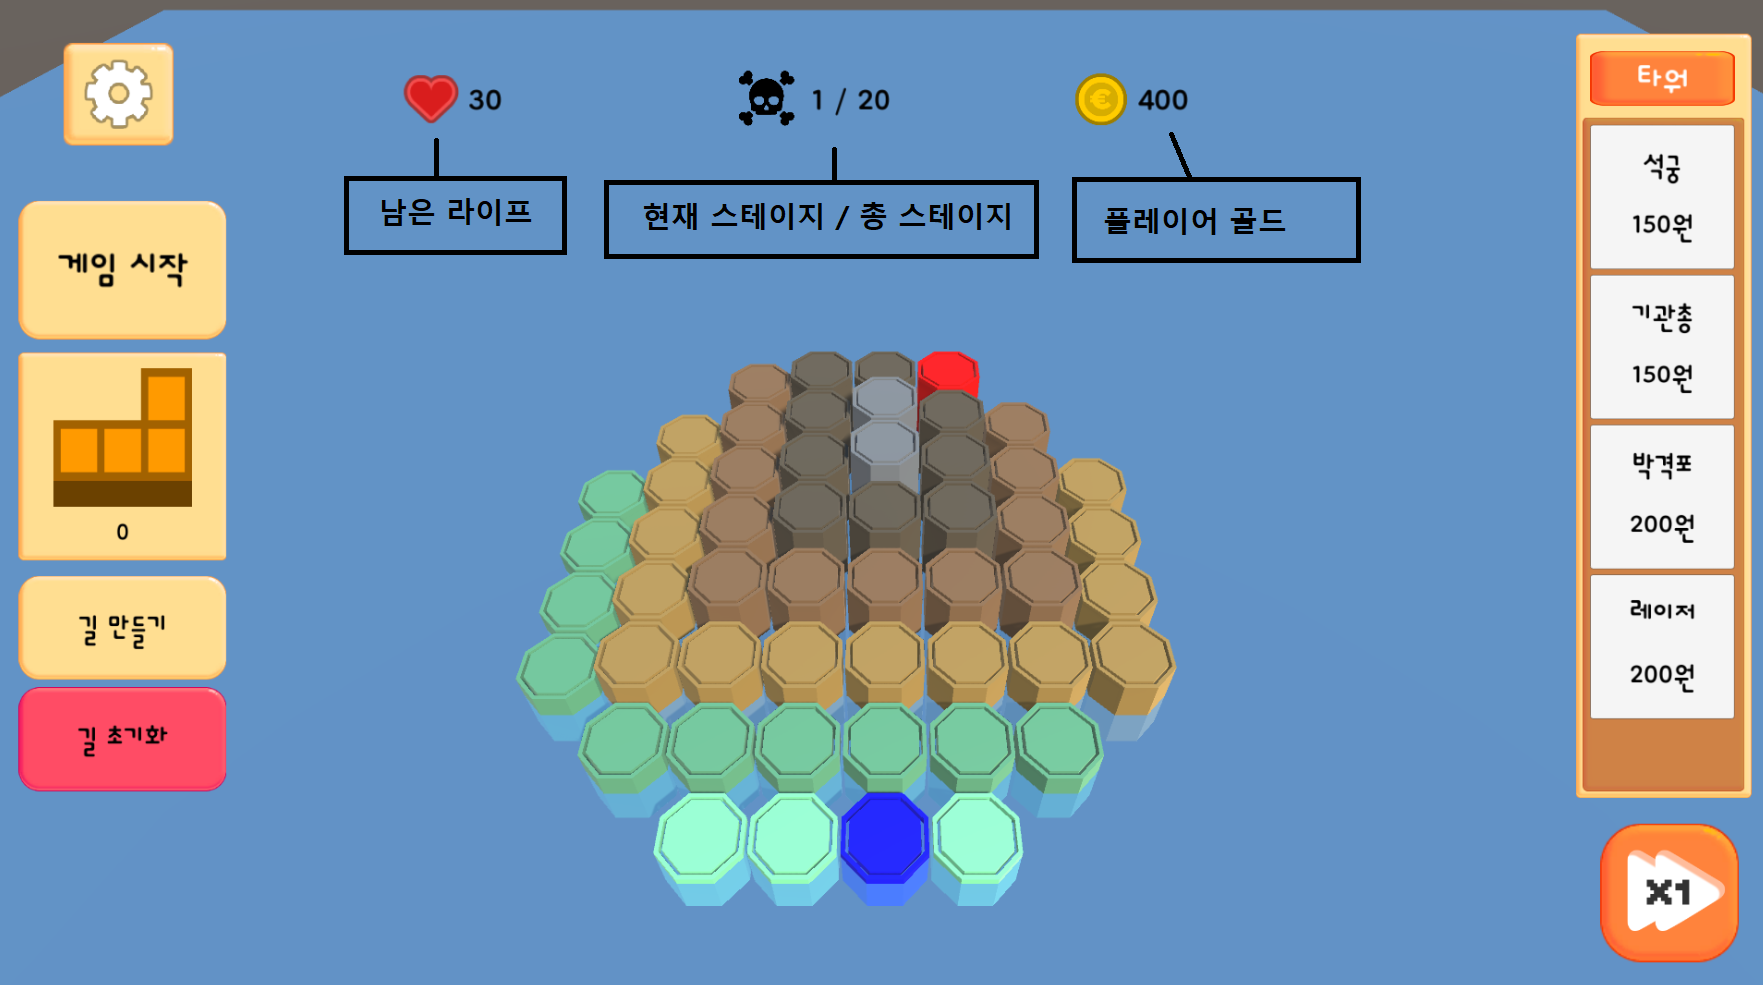 30
1 / 20
400
남은 라이프
현재 스테이지 / 총 스테이지
플레이어 골드
게임 시작
0
길 만들기
길 초기화
타워
석궁
150원
기관총
150원
박격포
200원
레이저
200원
X1